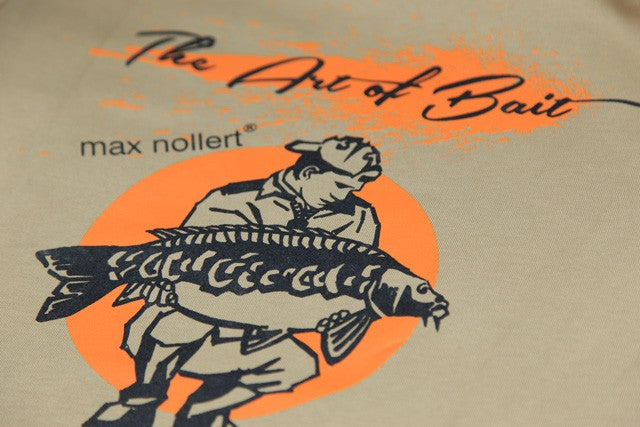 The Art of Bait
max nollert®